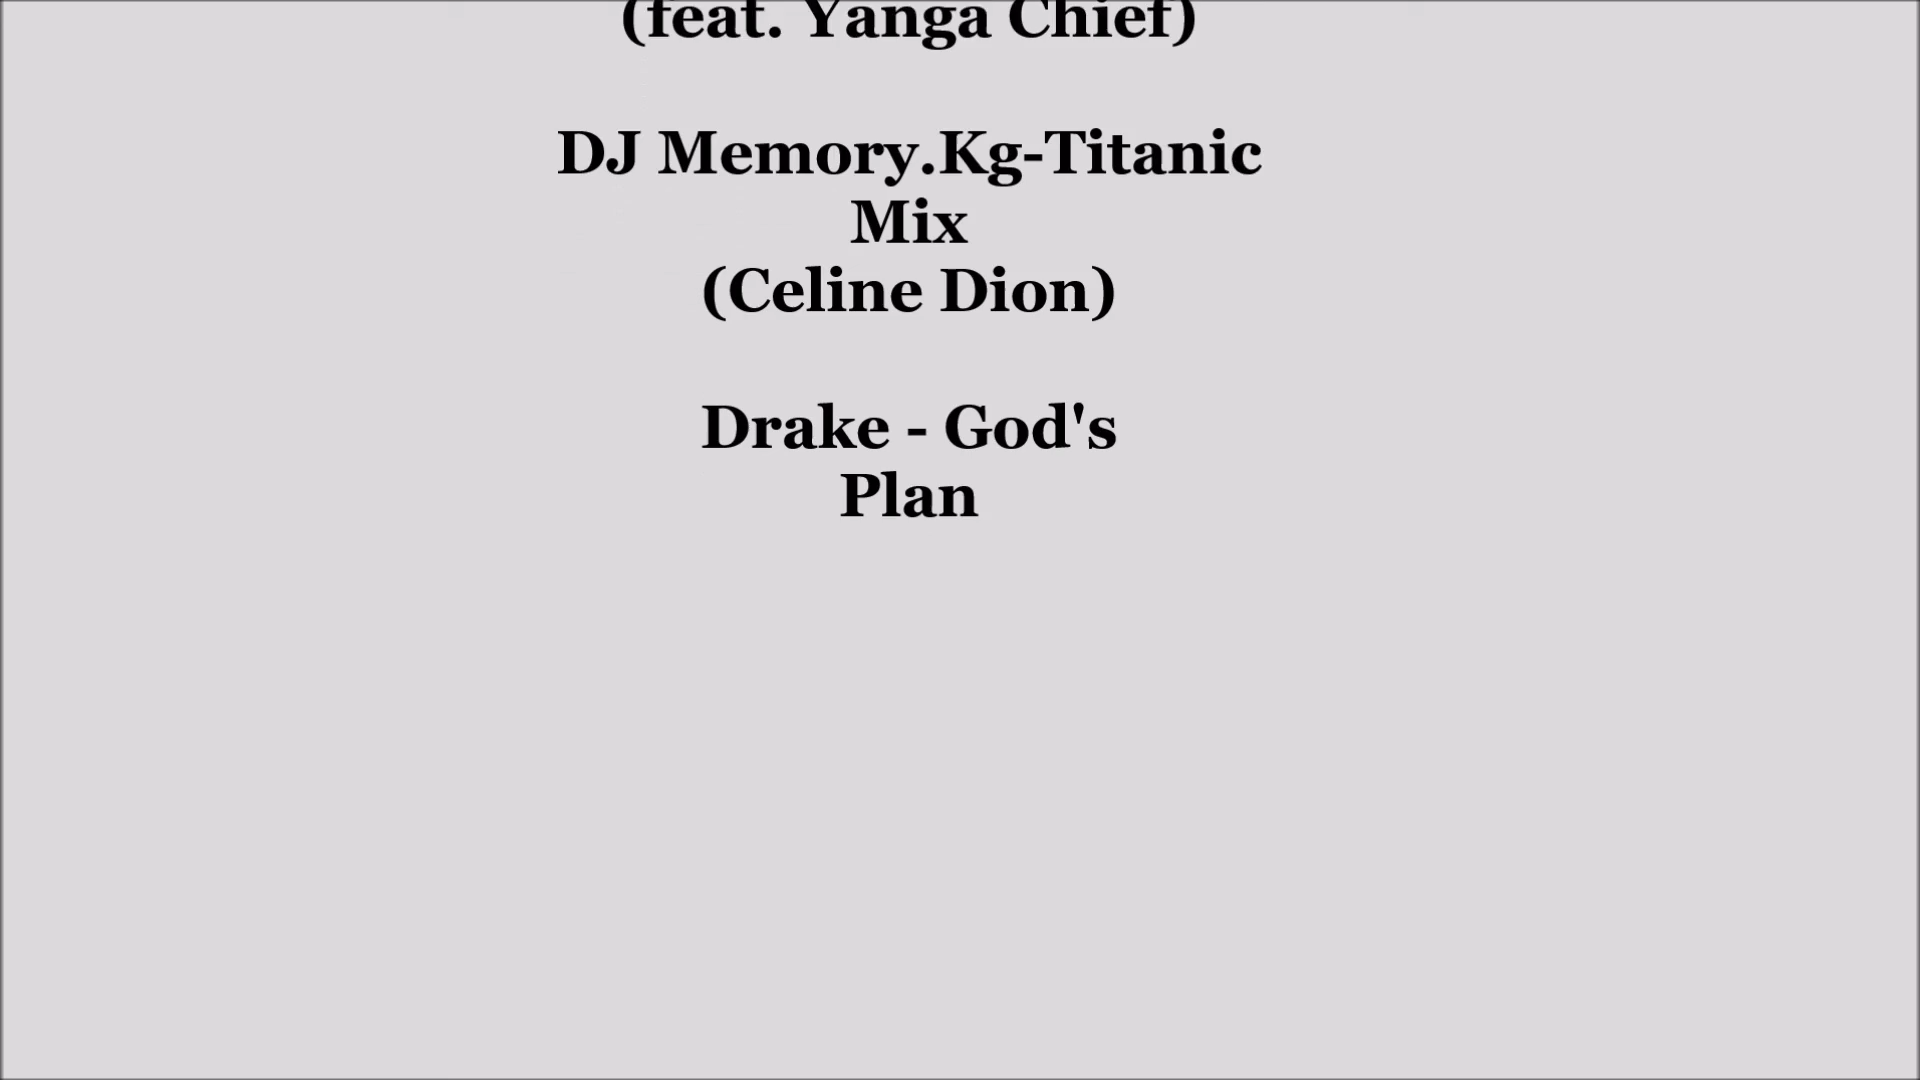 (feat. Yanga Chief)
DJ Memory.Kg-Titanic
Mix
(Celine Dion)
Drake - God's
Plan